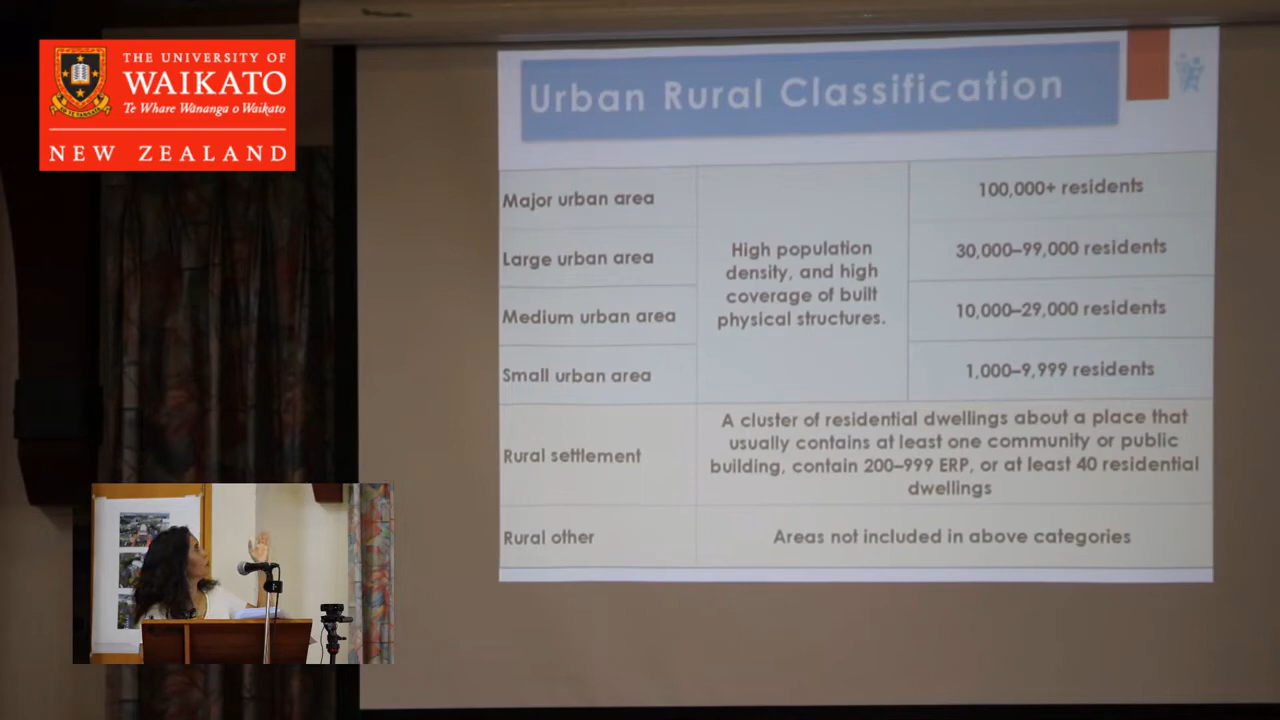 THE UNIVERSITY OF
WAIKATO
Te Whare Wānanga o Waikato
NEW ZEALAND
Urban Rural Classification
Major urban area
100,000+ residents
Large urban area
High population
density, and high
coverage of built
physical structures.
30,000–99,000 residents
Medium urban area
10,000–29,000 residents
Small urban area
1,000–9,999 residents
Rural settlement
A cluster of residential dwellings about a place that
usually contains at least one community or public
building, contain 200–999 ERP, or at least 40 residential
dwellings
Rural other
Areas not included in above categories